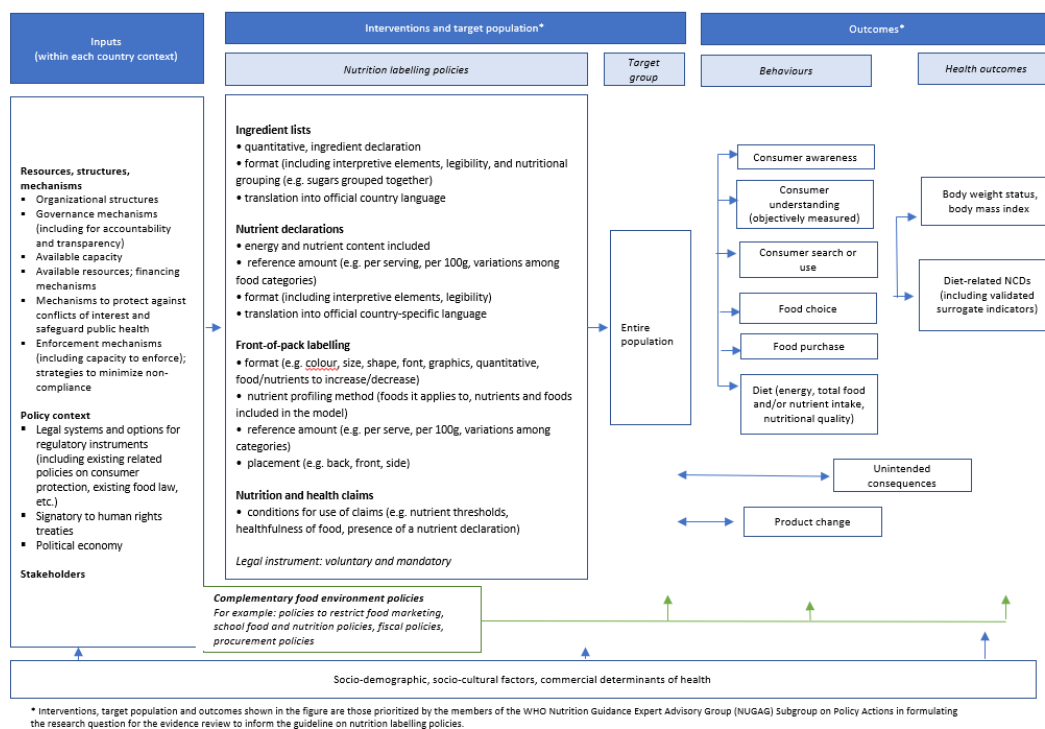 Inputs
(within each country context)
Interventions and target population*
Outcomes*
Nutrition labelling policies
Target
group
Behaviours
Health outcomes
Resources, structures,
mechanisms
▪ Organizational structures
▪ Governance mechanisms
(including for accountability
and transparency)
▪ Available capacity
▪ Available resources; financing
mechanisms
▪ Mechanisms to protect against
conflicts of interest and
safeguard public health
▪ Enforcement mechanisms
(including capacity to enforce);
strategies to minimize non-
compliance
Policy context
▪ Legal systems and options for
regulatory instruments
(including existing related
policies on consumer
protection, existing food law,
etc.)
▪ Signatory to human rights
treaties
▪ Political economy
Stakeholders
Ingredient lists
• quantitative, ingredient declaration
• format (including interpretive elements, legibility, and nutritional
grouping (e.g. sugars grouped together)
• translation into official country language
Nutrient declarations
• energy and nutrient content included
• reference amount (e.g. per serving, per 100g, variations among
food categories)
• format (including interpretive elements, legibility)
• translation into official country-specific language
Front-of-pack labelling
• format (e.g. colour, size, shape, font, graphics, quantitative,
food/nutrients to increase/decrease)
• nutrient profiling method (foods it applies to, nutrients and foods
included in the model)
• reference amount (e.g. per serve, per 100g, variations among
categories)
• placement (e.g. back, front, side)
Nutrition and health claims
• conditions for use of claims (e.g. nutrient thresholds,
healthfulness of food, presence of a nutrient declaration)
Legal instrument: voluntary and mandatory
Entire
population
Consumer awareness
Consumer
understanding
(objectively measured)
Consumer search or
use
Food choice
Food purchase
Diet (energy, total food
and/or nutrient intake,
nutritional quality)
Body weight status,
body mass index
Diet-related NCDs
(including validated
surrogate indicators)
Unintended
consequences
Product change
Complementary food environment policies
For example: policies to restrict food marketing,
school food and nutrition policies, fiscal policies,
procurement policies
Socio-demographic, socio-cultural factors, commercial determinants of health
* Interventions, target population and outcomes shown in the figure are those prioritized by the members of the WHO Nutrition Guidance Expert Advisory Group (NUGAG) Subgroup on Policy Actions in formulating
the research question for the evidence review to inform the guideline on nutrition labelling policies.